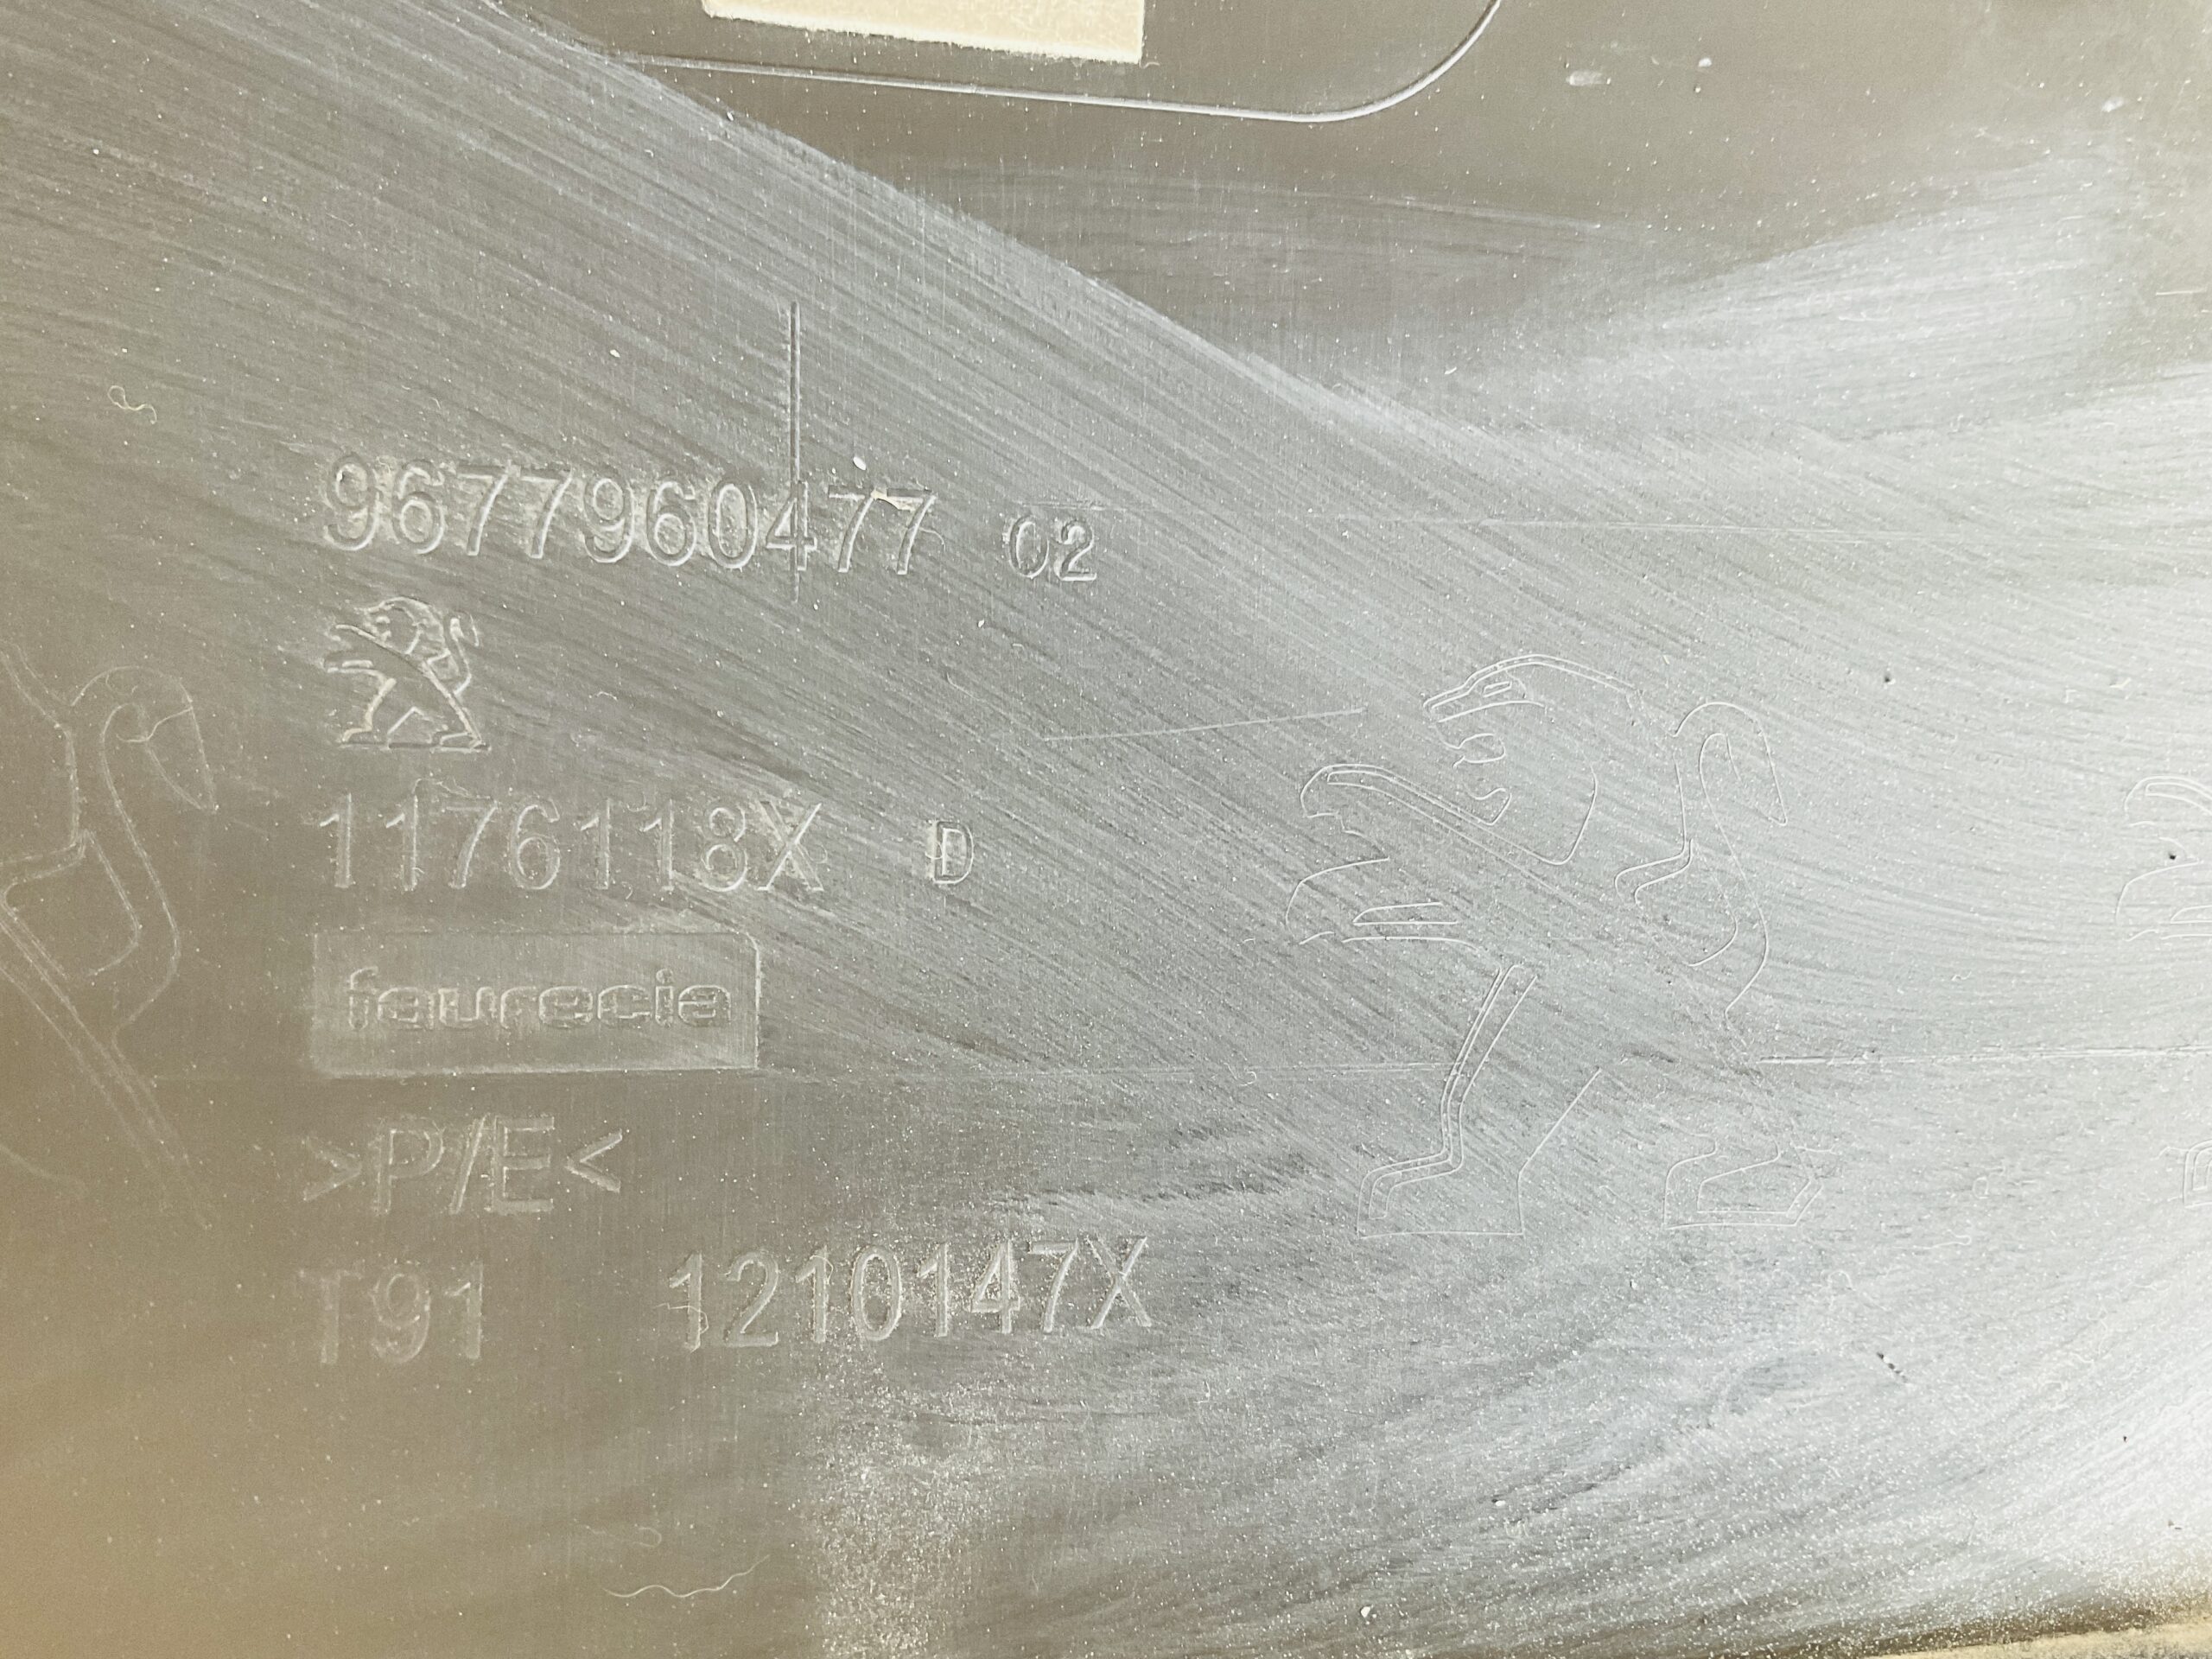 9677960477 02
1176118X D
faurecia
>P/E<
T91 1210147X